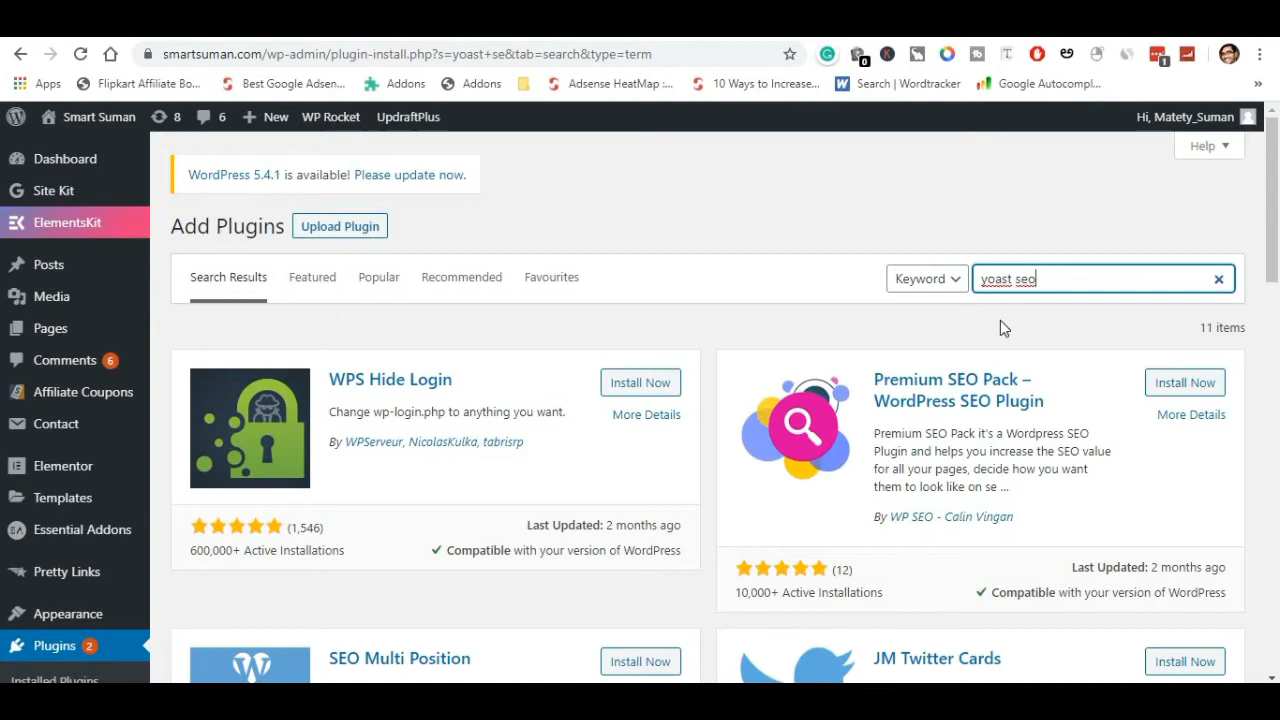 smartsuman.com/wp-admin/plugin-install.php?s=yoast+se&tab=search&type=term
0
1
Apps
Flipkart Affiliate Bo...
Best Google Adsen...
Addons
Addons
Adsense HeatMap :...
10 Ways to Increase...
Search | Wordtracker
Google Autocompl...
»
Smart Suman
8
6
New
WP Rocket
UpdraftPlus
Hi, Matety_Suman
Dashboard
Site Kit
ElementsKit
Posts
Media
Pages
Comments 6
Affiliate Coupons
Contact
Elementor
Templates
Essential Addons
Pretty Links
Appearance
Plugins 2
Installed Plugins
Help
WordPress 5.4.1 is available! Please update now.
Add Plugins
Upload Plugin
Search Results
Featured
Popular
Recommended
Favourites
Keyword
yoast seo
11 items
WPS Hide Login
Install Now
More Details
Change wp-login.php to anything you want.
By WPServeur, NicolasKulka, tabrisrp
(1,546)
Last Updated: 2 months ago
600,000+ Active Installations
Compatible with your version of WordPress
Premium SEO Pack –
WordPress SEO Plugin
Install Now
More Details
Premium SEO Pack it's a Wordpress SEO
Plugin and helps you increase the SEO value
for all your pages, decide how you want
them to look like on se ...
By WP SEO - Calin Vingan
(12)
Last Updated: 2 months ago
10,000+ Active Installations
Compatible with your version of WordPress
SEO Multi Position
Install Now
JM Twitter Cards
Install Now